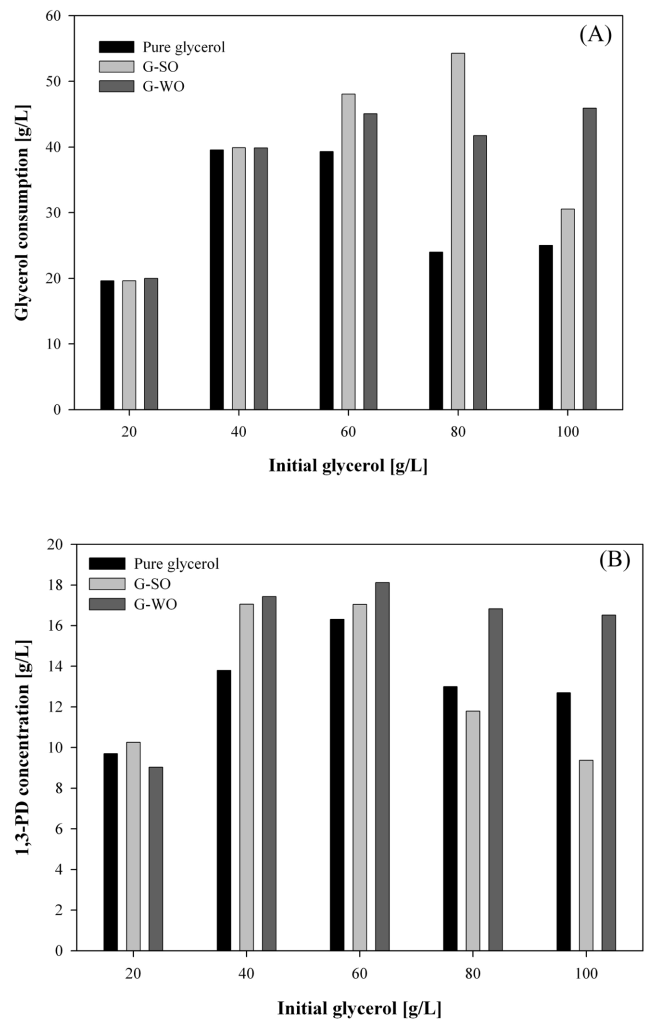 (A)
Pure glycerol
G-SO
G-WO
Glycerol consumption [g/L]
60
50
40
30
20
10
0
20 40 60 80 100
Initial glycerol [g/L]
(B)
Pure glycerol
G-SO
G-WO
1,3-PD concentration [g/L]
20
18
16
14
12
10
8
6
4
2
0
20 40 60 80 100
Initial glycerol [g/L]